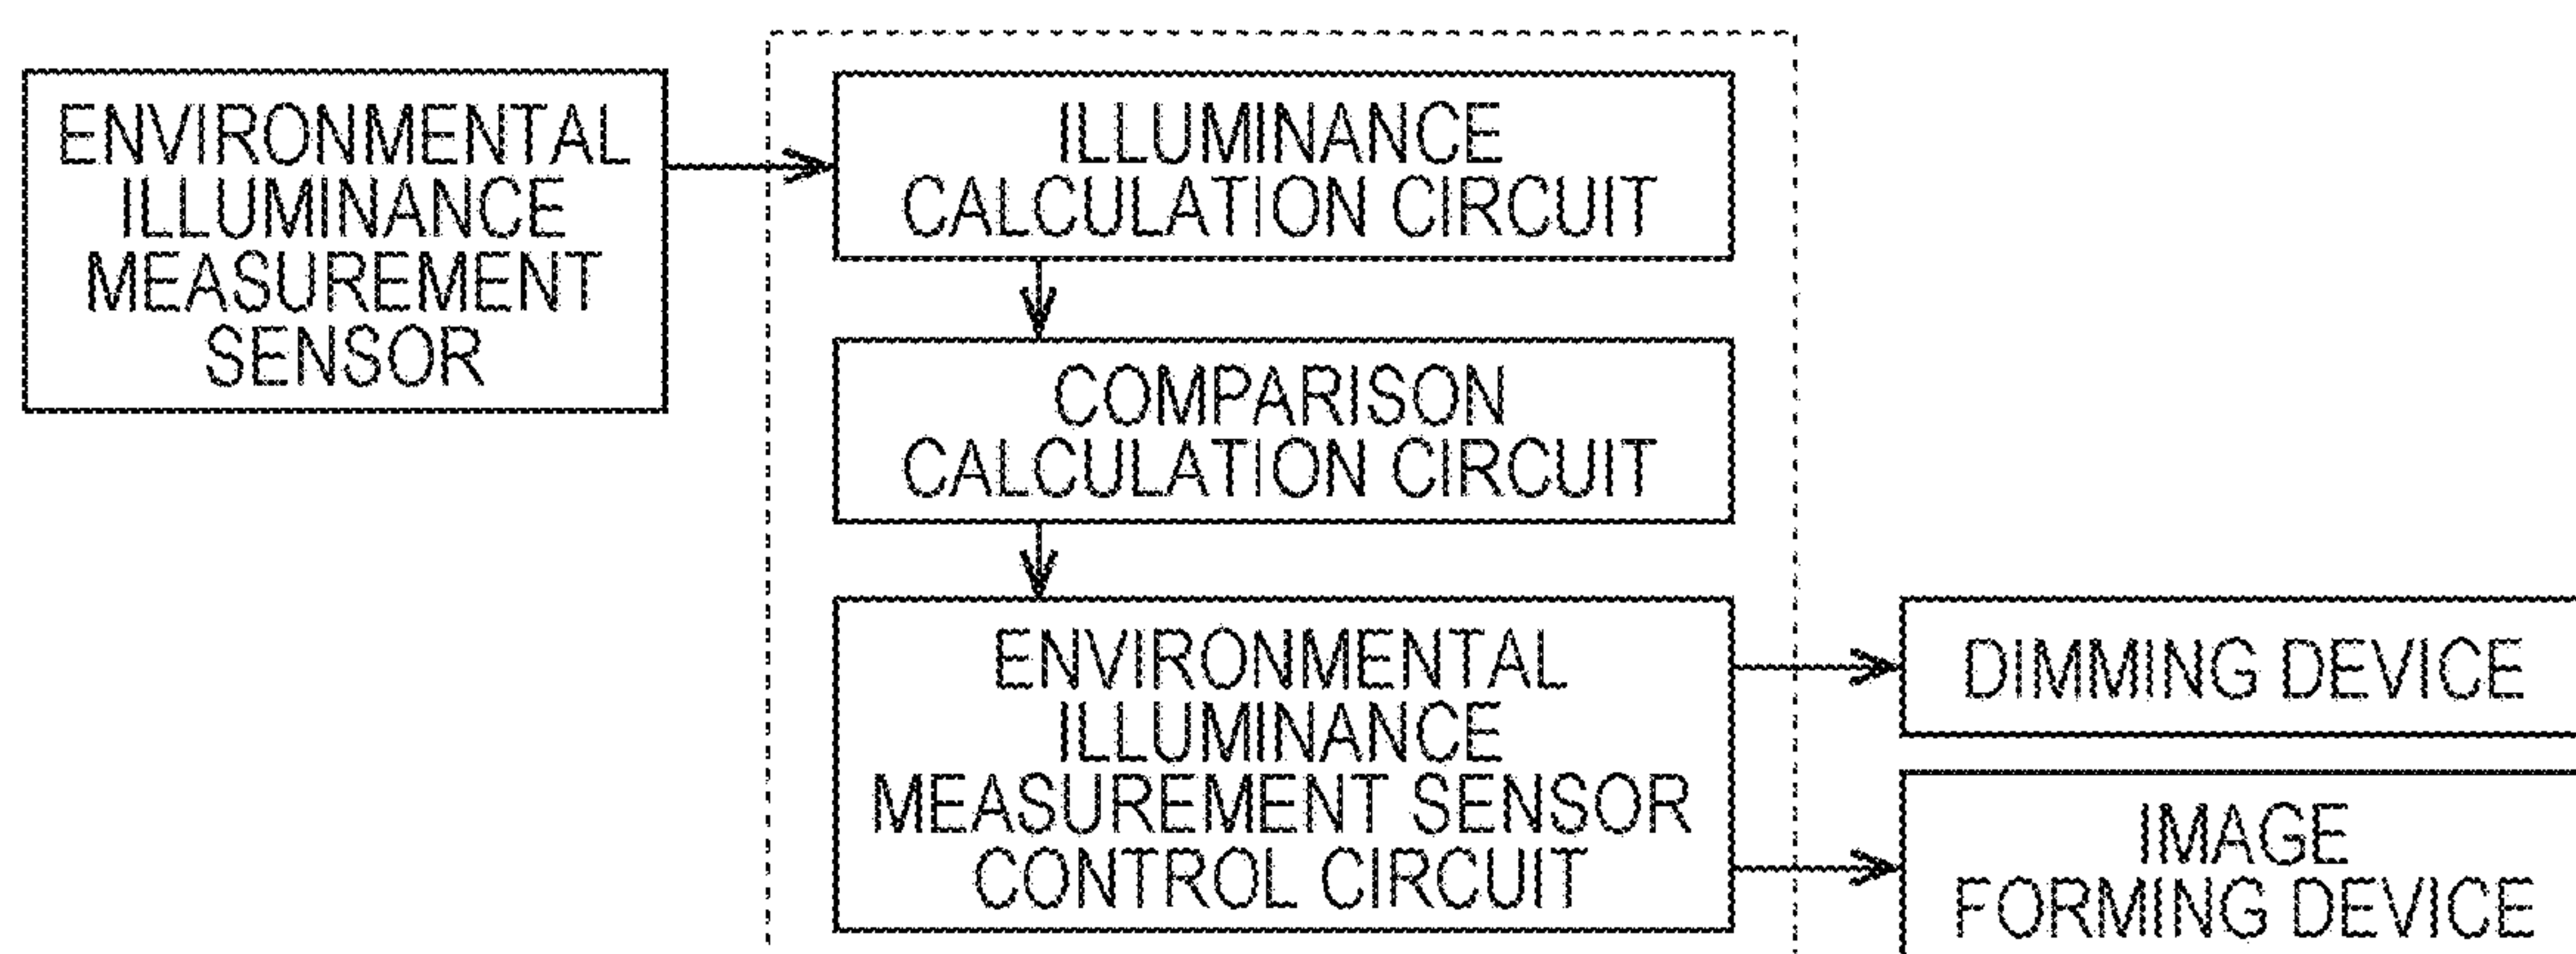 ENVIRONMENTAL
ILLUMINANCE
MEASUREMENT
SENSOR
ILLUMINANCE
CALCULATION CIRCUIT
COMPARISON
CALCULATION CIRCUIT
ENVIRONMENTAL
ILLUMINANCE
MEASUREMENT SENSOR
CONTROL CIRCUIT
DIMMING DEVICE
IMAGE
FORMING DEVICE